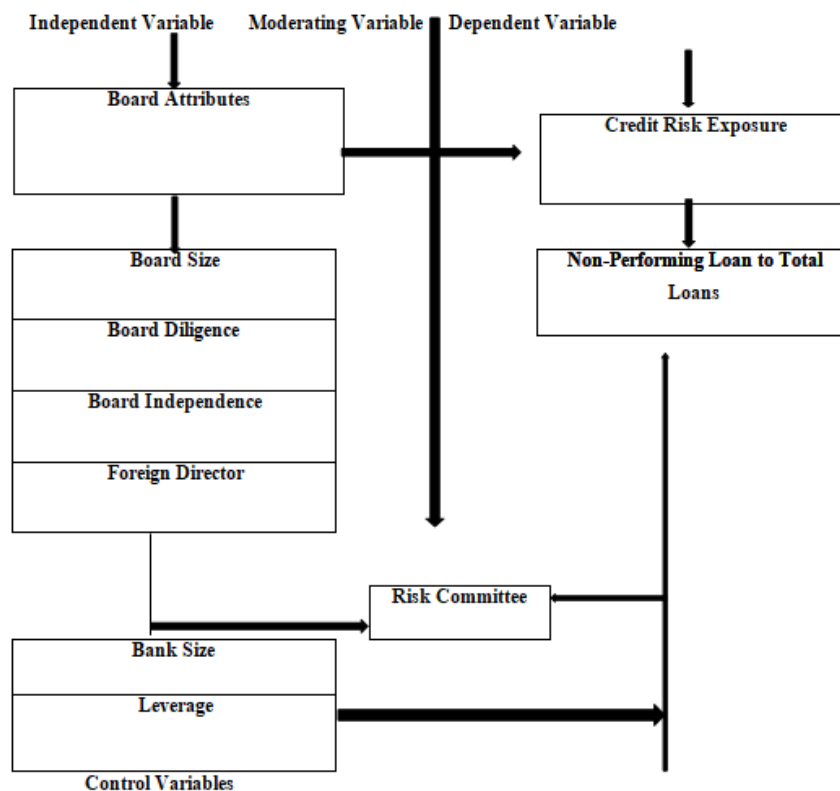 Independent Variable
Moderating Variable
Dependent Variable
Board Attributes
Credit Risk Exposure
Board Size
Non-Performing Loan to Total
Loans
Board Diligence
Board Independence
Foreign Director
Risk Committee
Bank Size
Leverage
Control Variables